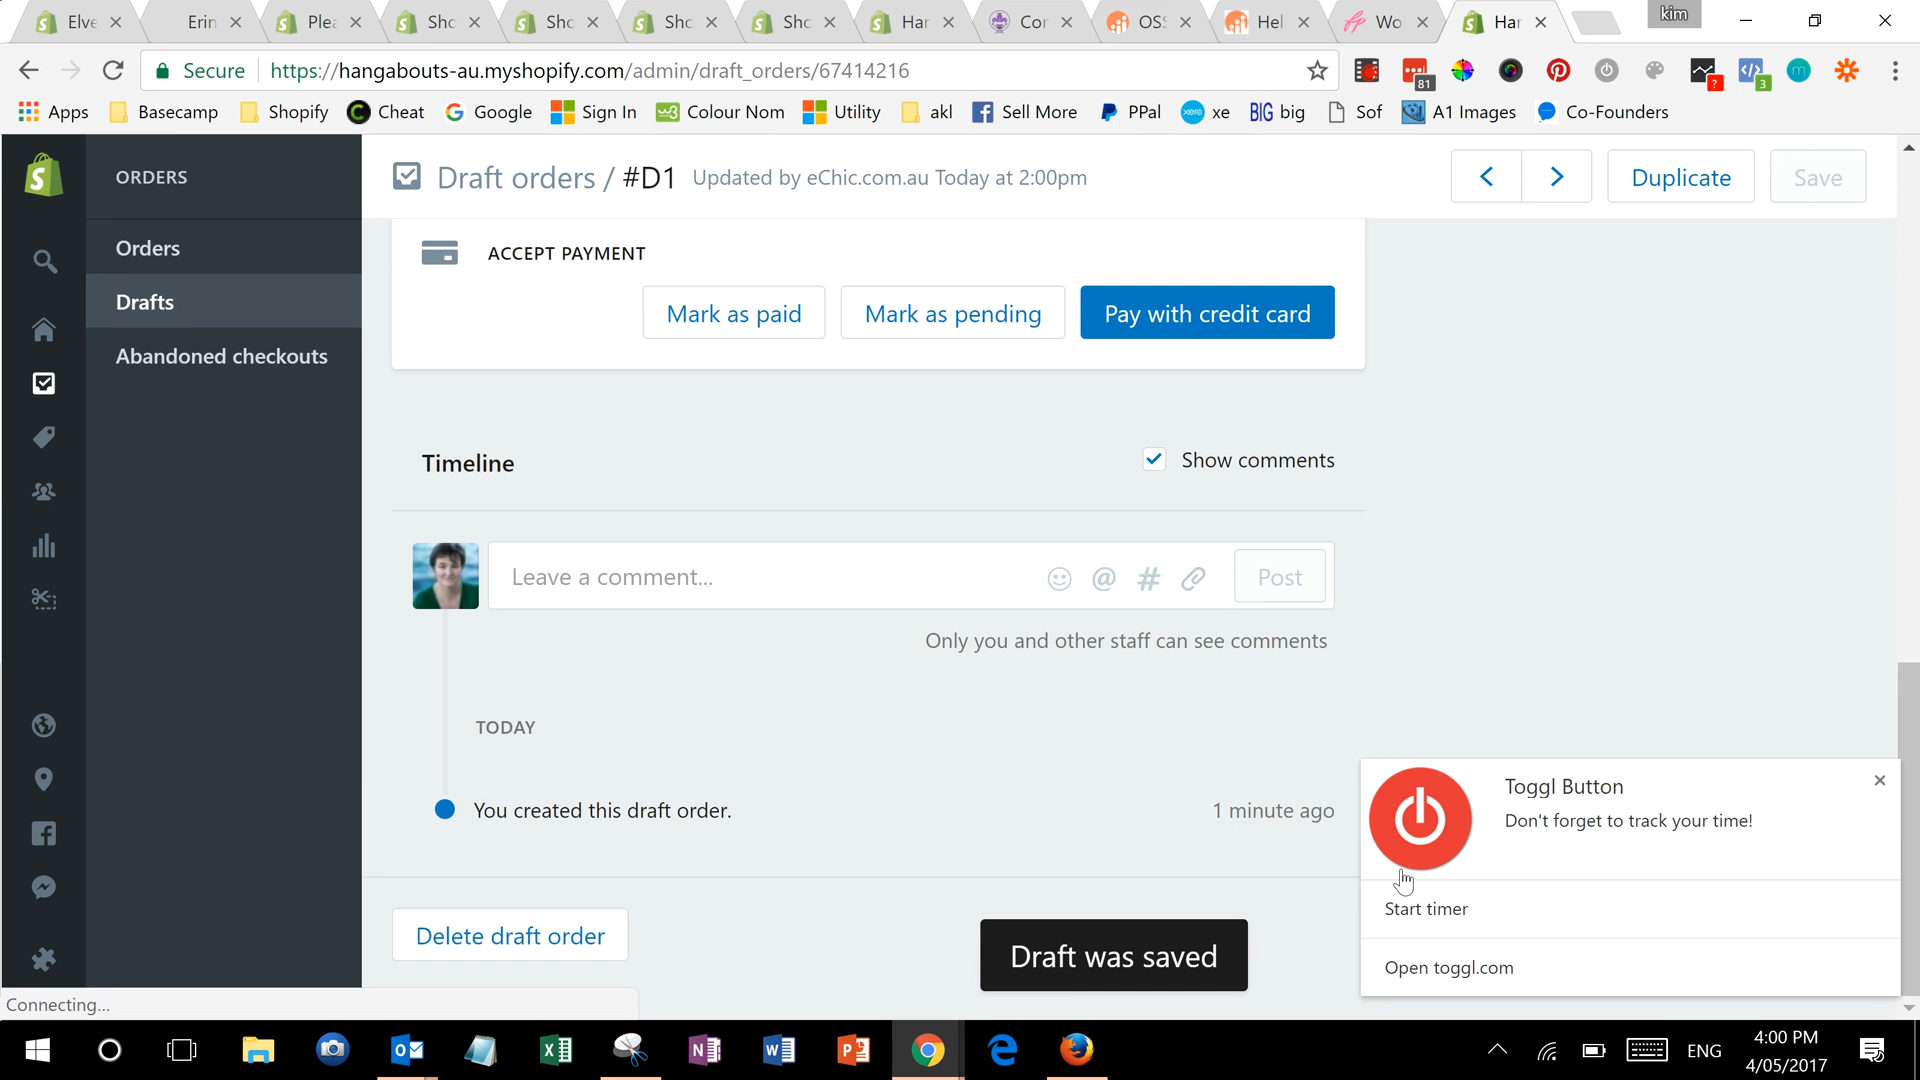 Elve
Erin
Plea
Sho
Sho
Sho
Sho
Har
Cor
OSS
Hel
Wo
Har
kim
Secure
https://hangabouts-au.myshopify.com/admin/draft_orders/67414216
81
?
3
m
Apps
Basecamp
Shopify
Cheat
Google
Sign In
Colour Nom
Utility
akl
Sell More
PPal
xero
xe
BIG
big
Sof
A1 Images
Co-Founders
ORDERS
Orders
Drafts
Abandoned checkouts
Draft orders / #D1 Updated by eChic.com.au Today at 2:00pm
Duplicate
Save
ACCEPT PAYMENT
Mark as paid
Mark as pending
Pay with credit card
Timeline
Show comments
Leave a comment...
@
#
Post
Only you and other staff can see comments
TODAY
You created this draft order.
1 minute ago
Delete draft order
Draft was saved
Toggl Button
Don't forget to track your time!
Start timer
Open toggl.com
Connecting...
ENG
4:00 PM
4/05/2017